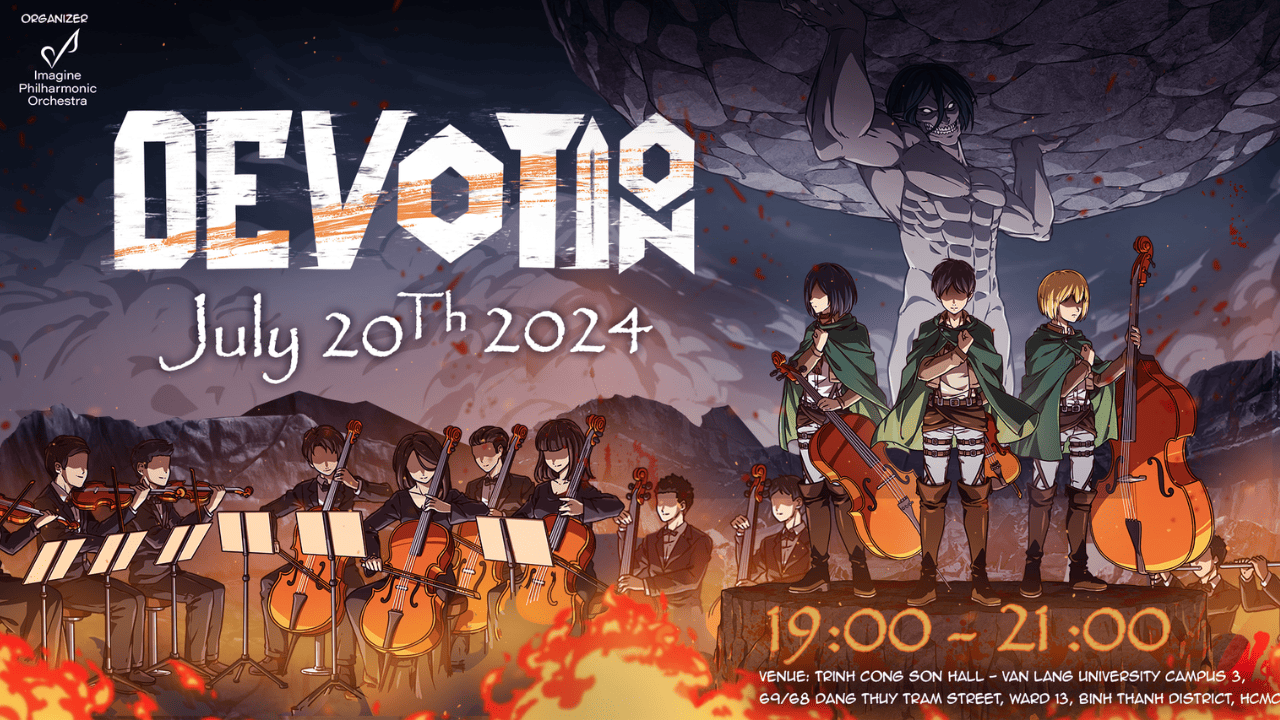 ORGANIZER
Imagine
Philharmonic
Orchestra
DEVOTION
July 20Th 2024
19:00 - 21:00
VENUE: TRINH CONG SON HALL – VAN LANG UNIVERSITY CAMPUS 3,
69/68 DANG THUY TRAM STREET, WARD 13, BINH THANH DISTRICT, HCMC